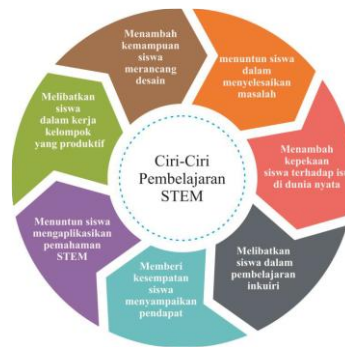 Ciri-Ciri
Pembelajaran
STEM
menuntun siswa
dalam
menyelesaikan
masalah
Menambah
kepekaan
siswa terhadap isu
di dunia nyata
Melibatkan
siswa dalam
pembelajaran
inkuiri
Memberi
kesempatan
siswa
menyampaikan
pendapat
Menuntun siswa
mengaplikasikan
pemahaman
STEM
Melibatkan
siswa
dalam kerja
kelompok
yang produktif
Menambah
kemampuan
siswa
merancang
desain